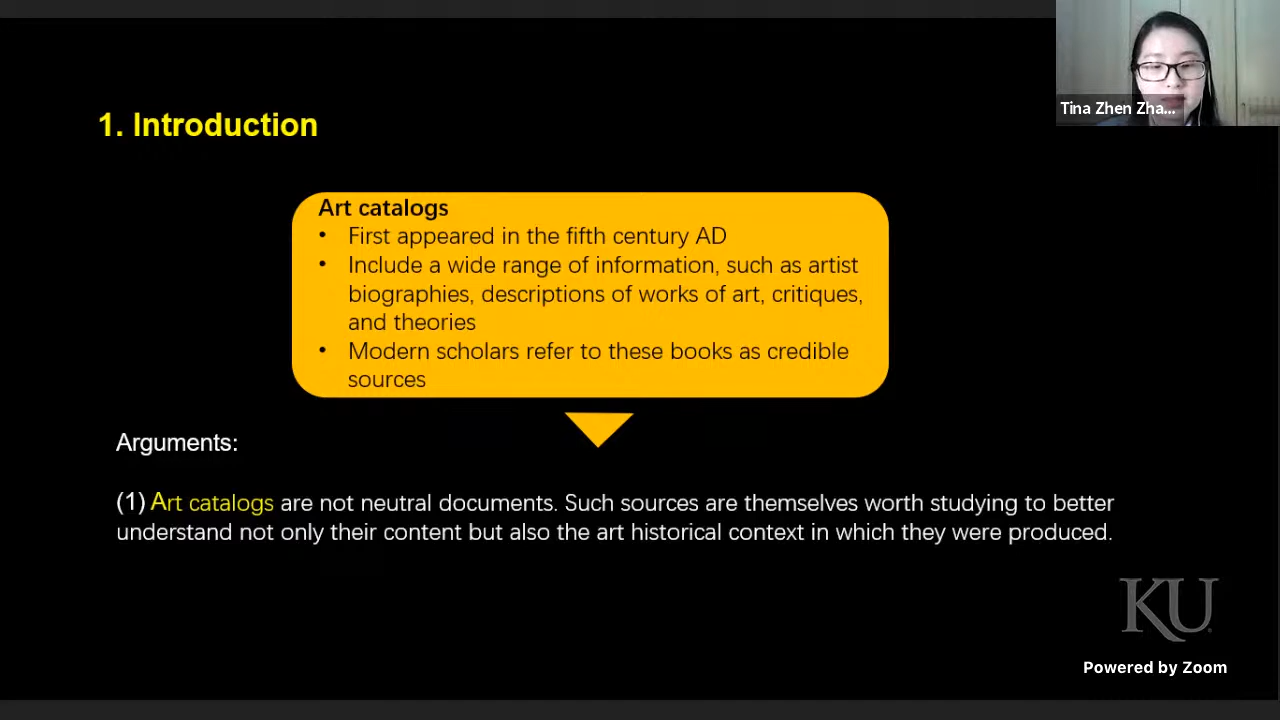 Tina Zhen Zha...
1. Introduction
Art catalogs
• First appeared in the fifth century AD
• Include a wide range of information, such as artist
biographies, descriptions of works of art, critiques,
and theories
• Modern scholars refer to these books as credible
sources
Arguments:
(1) Art catalogs are not neutral documents. Such sources are themselves worth studying to better
understand not only their content but also the art historical context in which they were produced.
KU
Powered by Zoom